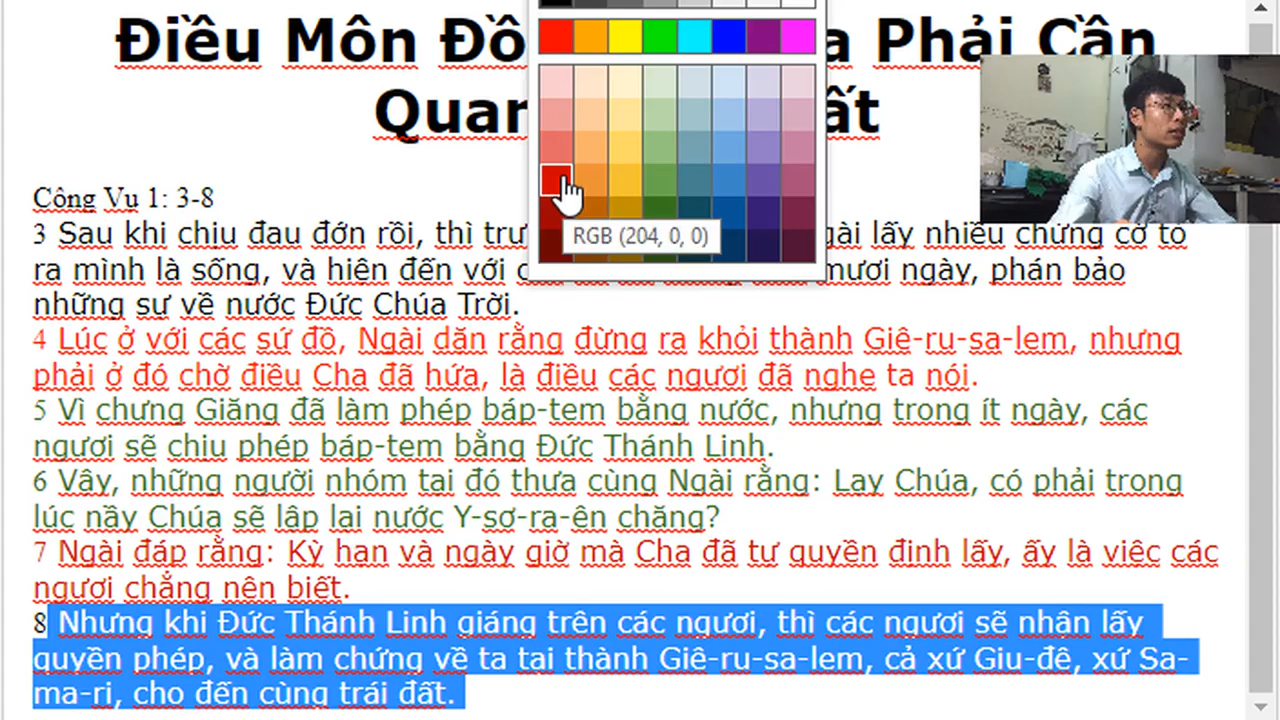 Điều Môn Đồ a Phải Cần
Quan ất
Công Vụ 1: 3-8
RGB (204, 0, 0)
3 Sau khi chịu đau đớn rồi, thì trư gài lấy nhiều chứng cớ tỏ
ra mình là sống, và hiện đến với c mươi ngày, phán bảo
những sự về nước Đức Chúa Trời.
4 Lúc ở với các sứ đồ, Ngài dặn rằng đừng ra khỏi thành Giê-ru-sa-lem, nhưng
phải ở đó chờ điều Cha đã hứa, là điều các ngươi đã nghe ta nói.
5 Vì chưng Giăng đã làm phép báp-tem bằng nước, nhưng trong ít ngày, các
ngươi sẽ chịu phép báp-tem bằng Đức Thánh Linh.
6 Vậy, những người nhóm tại đó thưa cùng Ngài rằng: Lạy Chúa, có phải trong
lúc nầy Chúa sẽ lập lại nước Y-sơ-ra-ên chăng?
7 Ngài đáp rằng: Kỳ hạn và ngày giờ mà Cha đã tự quyền định lấy, ấy là việc các
ngươi chẳng nên biết.
8 Nhưng khi Đức Thánh Linh giáng trên các ngươi, thì các ngươi sẽ nhận lấy
quyền phép, và làm chứng về ta tại thành Giê-ru-sa-lem, cả xứ Giu-đê, xứ Sa-
ma-ri, cho đến cùng trái đất.